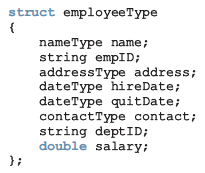 struct employeeType
{
    nameType name;
    string empID;
    addressType address;
    dateType hireDate;
    dateType quitDate;
    contactType contact;
    string deptID;
    double salary;
};